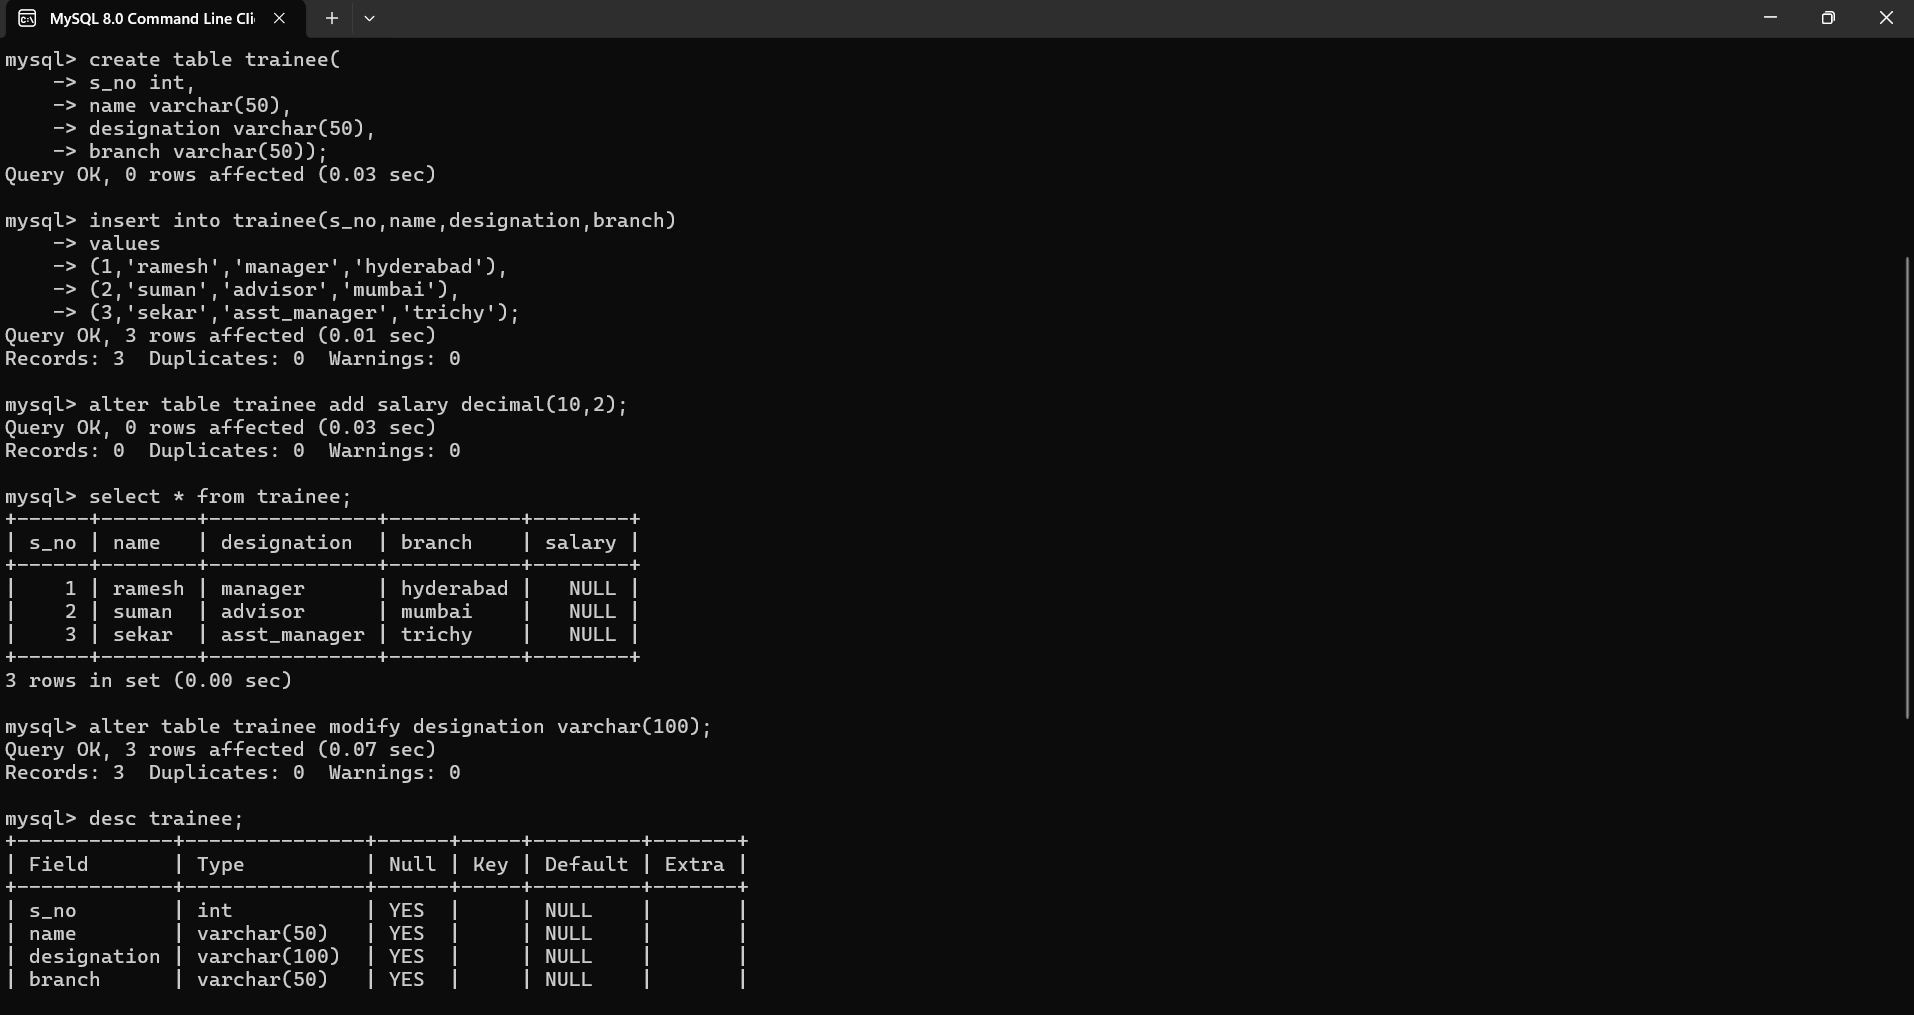 MySQL 8.0 Command Line Cli
mysql> create table trainee(
    -> s_no int,
    -> name varchar(50),
    -> designation varchar(50),
    -> branch varchar(50));
Query OK, 0 rows affected (0.03 sec)

mysql> insert into trainee(s_no,name,designation,branch)
    -> values
    -> (1,'ramesh','manager','hyderabad'),
    -> (2,'suman','advisor','mumbai'),
    -> (3,'sekar','asst_manager','trichy');
Query OK, 3 rows affected (0.01 sec)
Records: 3  Duplicates: 0  Warnings: 0

mysql> alter table trainee add salary decimal(10,2);
Query OK, 0 rows affected (0.03 sec)
Records: 0  Duplicates: 0  Warnings: 0

mysql> select * from trainee;
+------+--------+--------------+-----------+--------+
| s_no | name   | designation  | branch    | salary |
+------+--------+--------------+-----------+--------+
|    1 | ramesh | manager      | hyderabad |   NULL |
|    2 | suman  | advisor      | mumbai    |   NULL |
|    3 | sekar  | asst_manager | trichy    |   NULL |
+------+--------+--------------+-----------+--------+
3 rows in set (0.00 sec)

mysql> alter table trainee modify designation varchar(100);
Query OK, 3 rows affected (0.07 sec)
Records: 3  Duplicates: 0  Warnings: 0

mysql> desc trainee;
+-------------+---------------+------+-----+---------+-------+
| Field       | Type          | Null | Key | Default | Extra |
+-------------+---------------+------+-----+---------+-------+
| s_no        | int           | YES  |     | NULL    |       |
| name        | varchar(50)   | YES  |     | NULL    |       |
| designation | varchar(100)  | YES  |     | NULL    |       |
| branch      | varchar(50)   | YES  |     | NULL    |       |